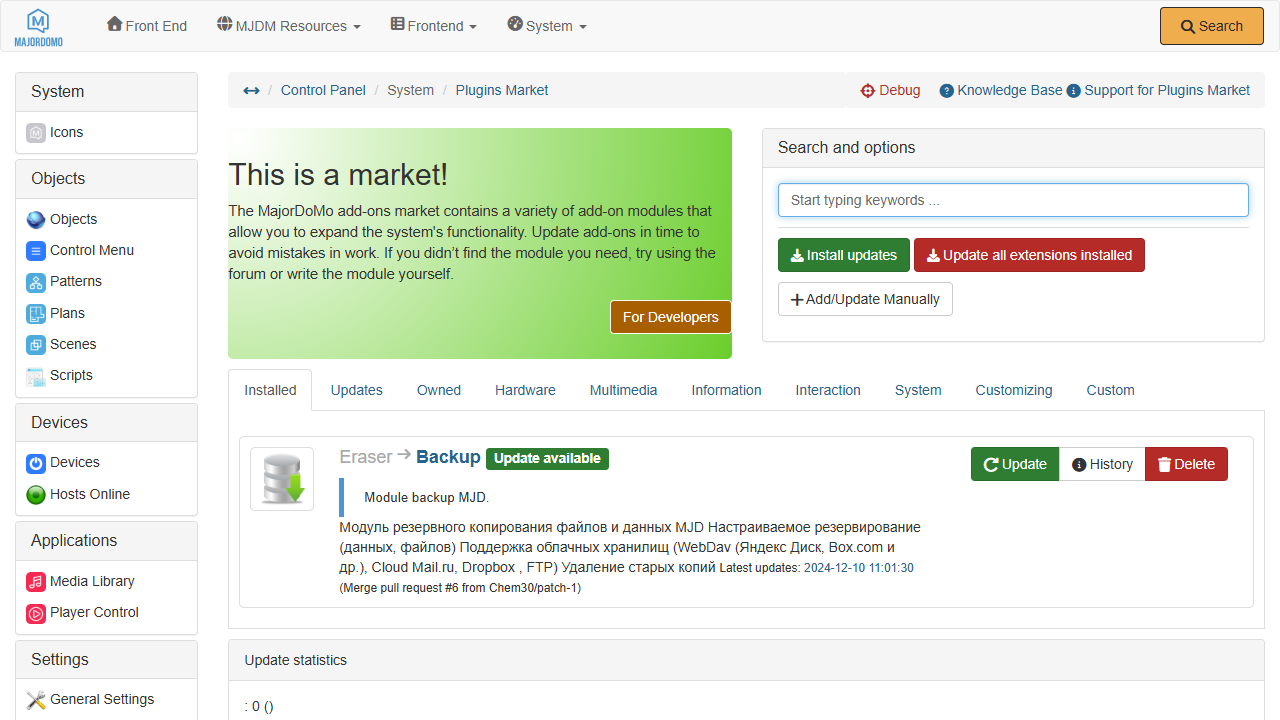 MAJORDOMO
Front End
MJDM Resources
Frontend
System
Search
System
Icons
Objects
Objects
Control Menu
Patterns
Plans
Scenes
Scripts
Devices
Devices
Hosts Online
Applications
Media Library
Player Control
Settings
General Settings
/ Control Panel / System / Plugins Market
Debug
Knowledge Base
Support for Plugins Market
This is a market!
The MajorDoMo add-ons market contains a variety of add-on modules that
allow you to expand the system's functionality. Update add-ons in time to
avoid mistakes in work. If you didn’t find the module you need, try using the
forum or write the module yourself.
For Developers
Search and options
Start typing keywords ...
Install updates
Update all extensions installed
Add/Update Manually
Installed
Updates
Owned
Hardware
Multimedia
Information
Interaction
System
Customizing
Custom
Eraser → Backup Update available
Module backup MJD.
Модуль резервного копирования файлов и данных MJD Настраиваемое резервирование
(данных, файлов) Поддержка облачных хранилищ (WebDav (Яндекс Диск, Box.com и
др.), Cloud Mail.ru, Dropbox , FTP) Удаление старых копий Latest updates: 2024-12-10 11:01:30
(Merge pull request #6 from Chem30/patch-1)
Update
History
Delete
Update statistics
: 0 ()